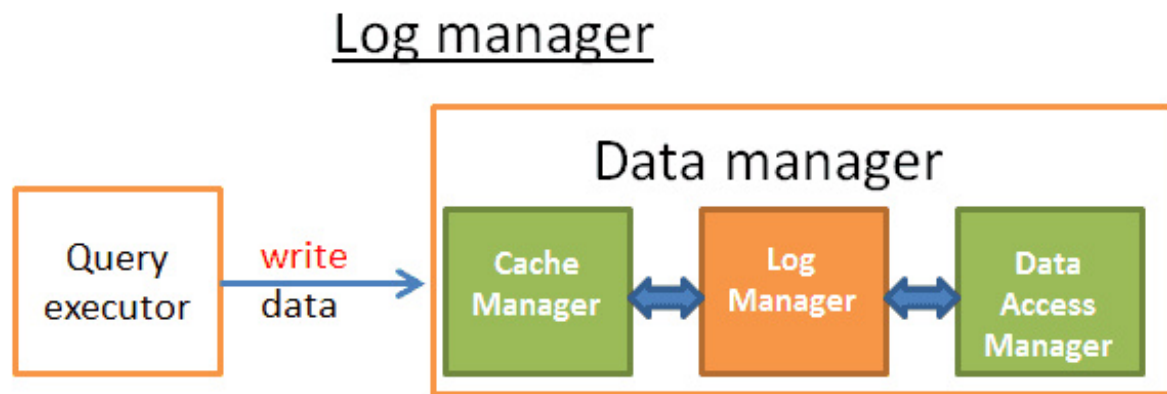 Log manager
Data manager
Query
executor
write
data
Cache
Manager
Log
Manager
Data
Access
Manager